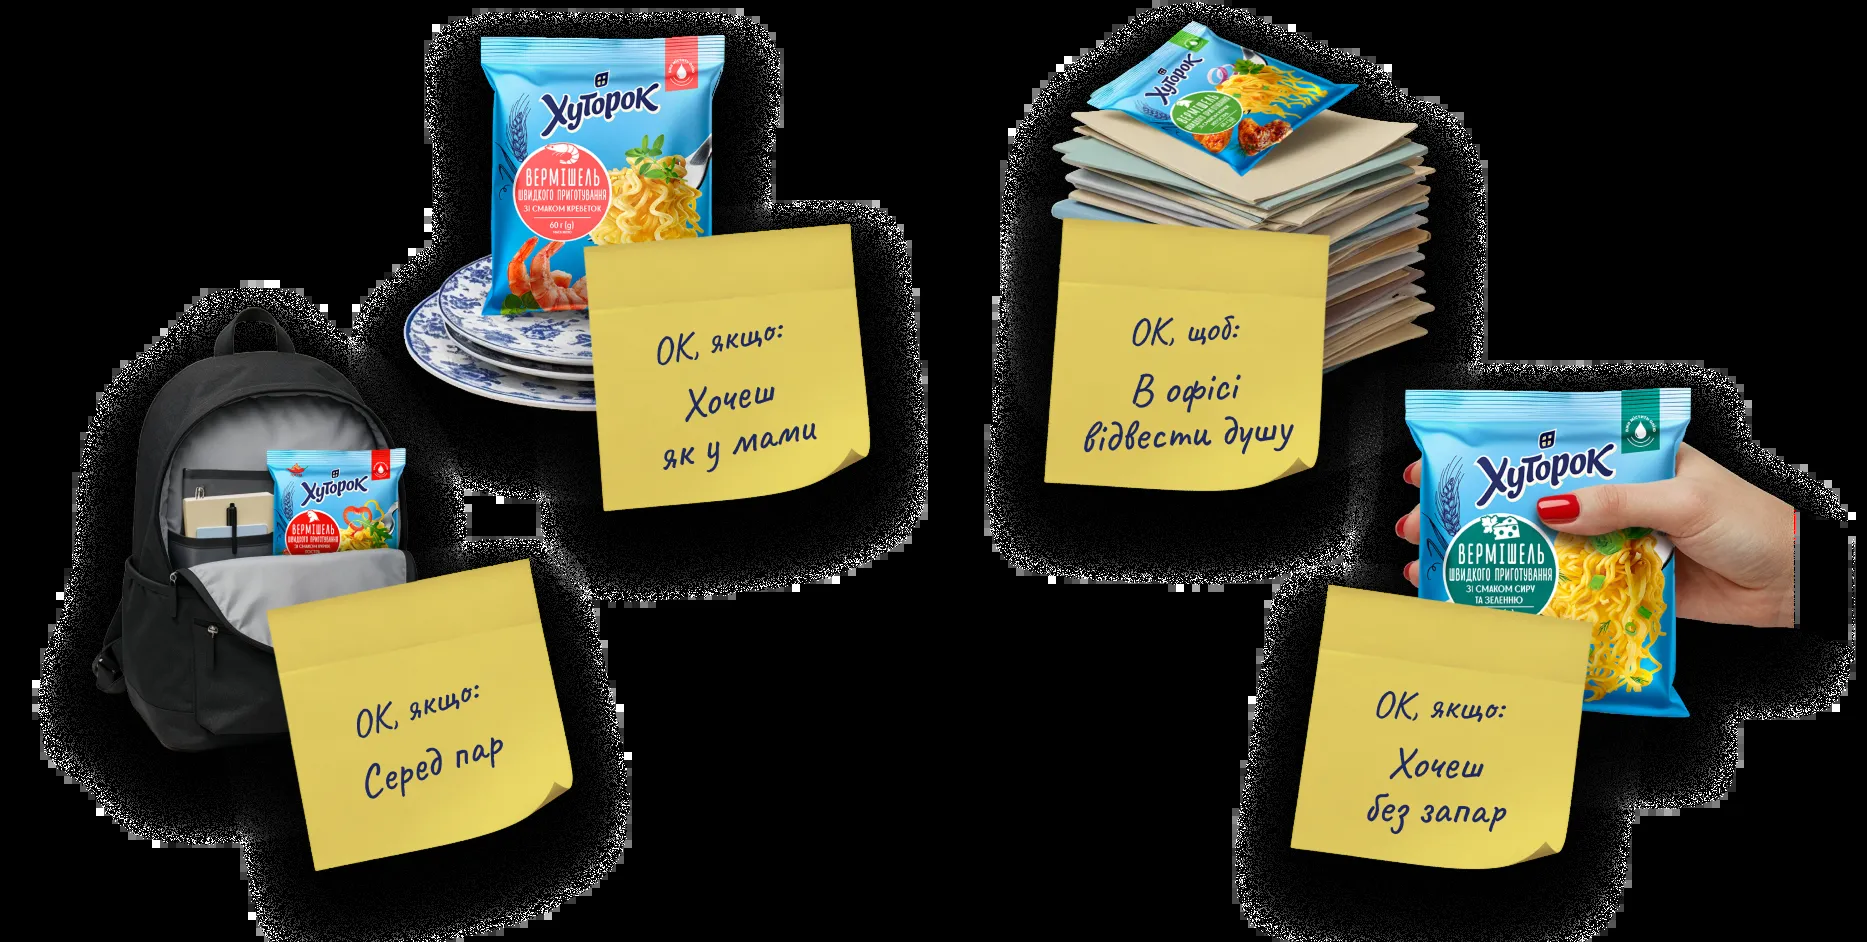 Хуторок
ВЕРМІШЕЛЬ
ШВИДКОГО ПРИГОТУВАННЯ
ЗІ СМАКОМ КРЕВЕТОК
60 г (g)
ОК, якщо:
Хочеш
як у мами
Хуторок
ВЕРМІШЕЛЬ
ОК, щоб:
В офісі
відвести душу
Хуторок
ВЕРМІШЕЛЬ
ШВИДКОГО ПРИГОТУВАННЯ
ОК, якщо:
Серед пар
Хуторок
ВЕРМІШЕЛЬ
ШВИДКОГО ПРИГОТУВАННЯ
ЗІ СМАКОМ СИРУ
ТА ЗЕЛЕННЮ
ОК, якщо:
Хочеш
без запар